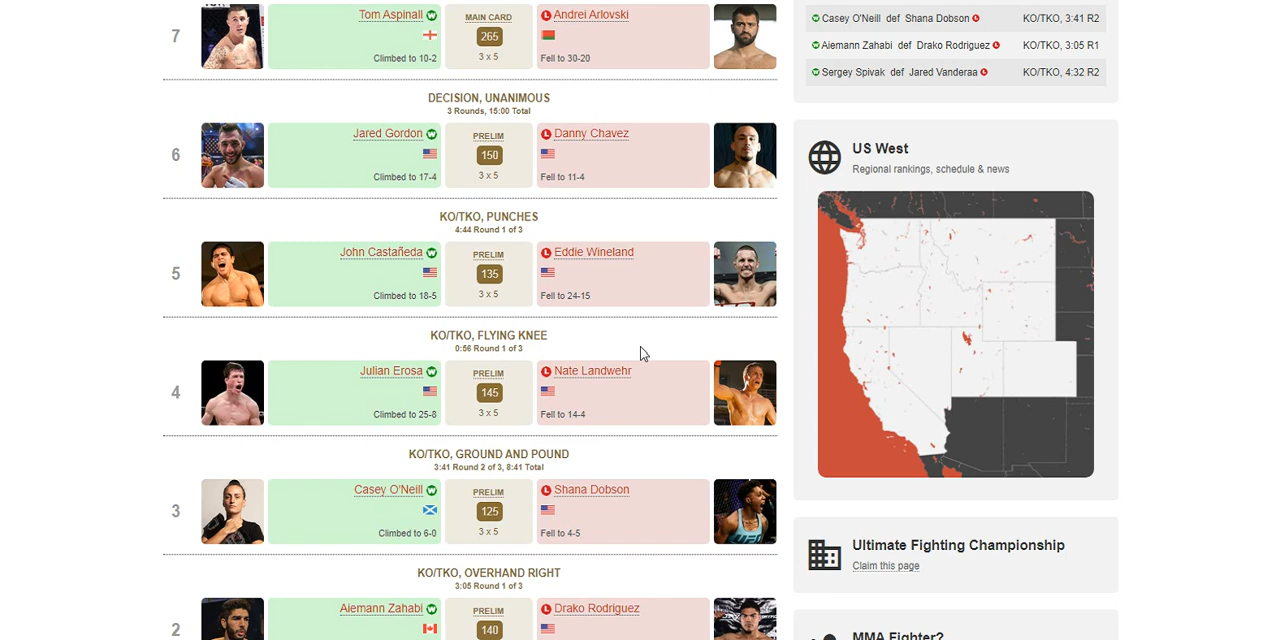 7
Tom Aspinall W
Climbed to 10-2
MAIN CARD
265
3 x 5
L Andrei Arlovski
Fell to 30-20
DECISION, UNANIMOUS
3 Rounds, 15:00 Total
6
Jared Gordon W
Climbed to 17-4
PRELIM
150
3 x 5
L Danny Chavez
Fell to 11-4
KO/TKO, PUNCHES
4:44 Round 1 of 3
5
John Castañeda W
Climbed to 18-5
PRELIM
135
3 x 5
L Eddie Wineland
Fell to 24-15
KO/TKO, FLYING KNEE
0:56 Round 1 of 3
4
Julian Erosa W
Climbed to 25-8
PRELIM
145
3 x 5
L Nate Landwehr
Fell to 14-4
KO/TKO, GROUND AND POUND
3:41 Round 2 of 3, 8:41 Total
3
Casey O'Neill W
Climbed to 6-0
PRELIM
125
3 x 5
L Shana Dobson
Fell to 4-5
UFC
KO/TKO, OVERHAND RIGHT
3:05 Round 1 of 3
2
Aiemann Zahabi W
PRELIM
140
L Drako Rodriguez
W Casey O'Neill def Shana Dobson L KO/TKO, 3:41 R2
W Aiemann Zahabi def Drako Rodriguez L KO/TKO, 3:05 R1
W Sergey Spivak def Jared Vanderaa L KO/TKO, 4:32 R2
US West
Regional rankings, schedule & news
Ultimate Fighting Championship
Claim this page
MMA Fighter?